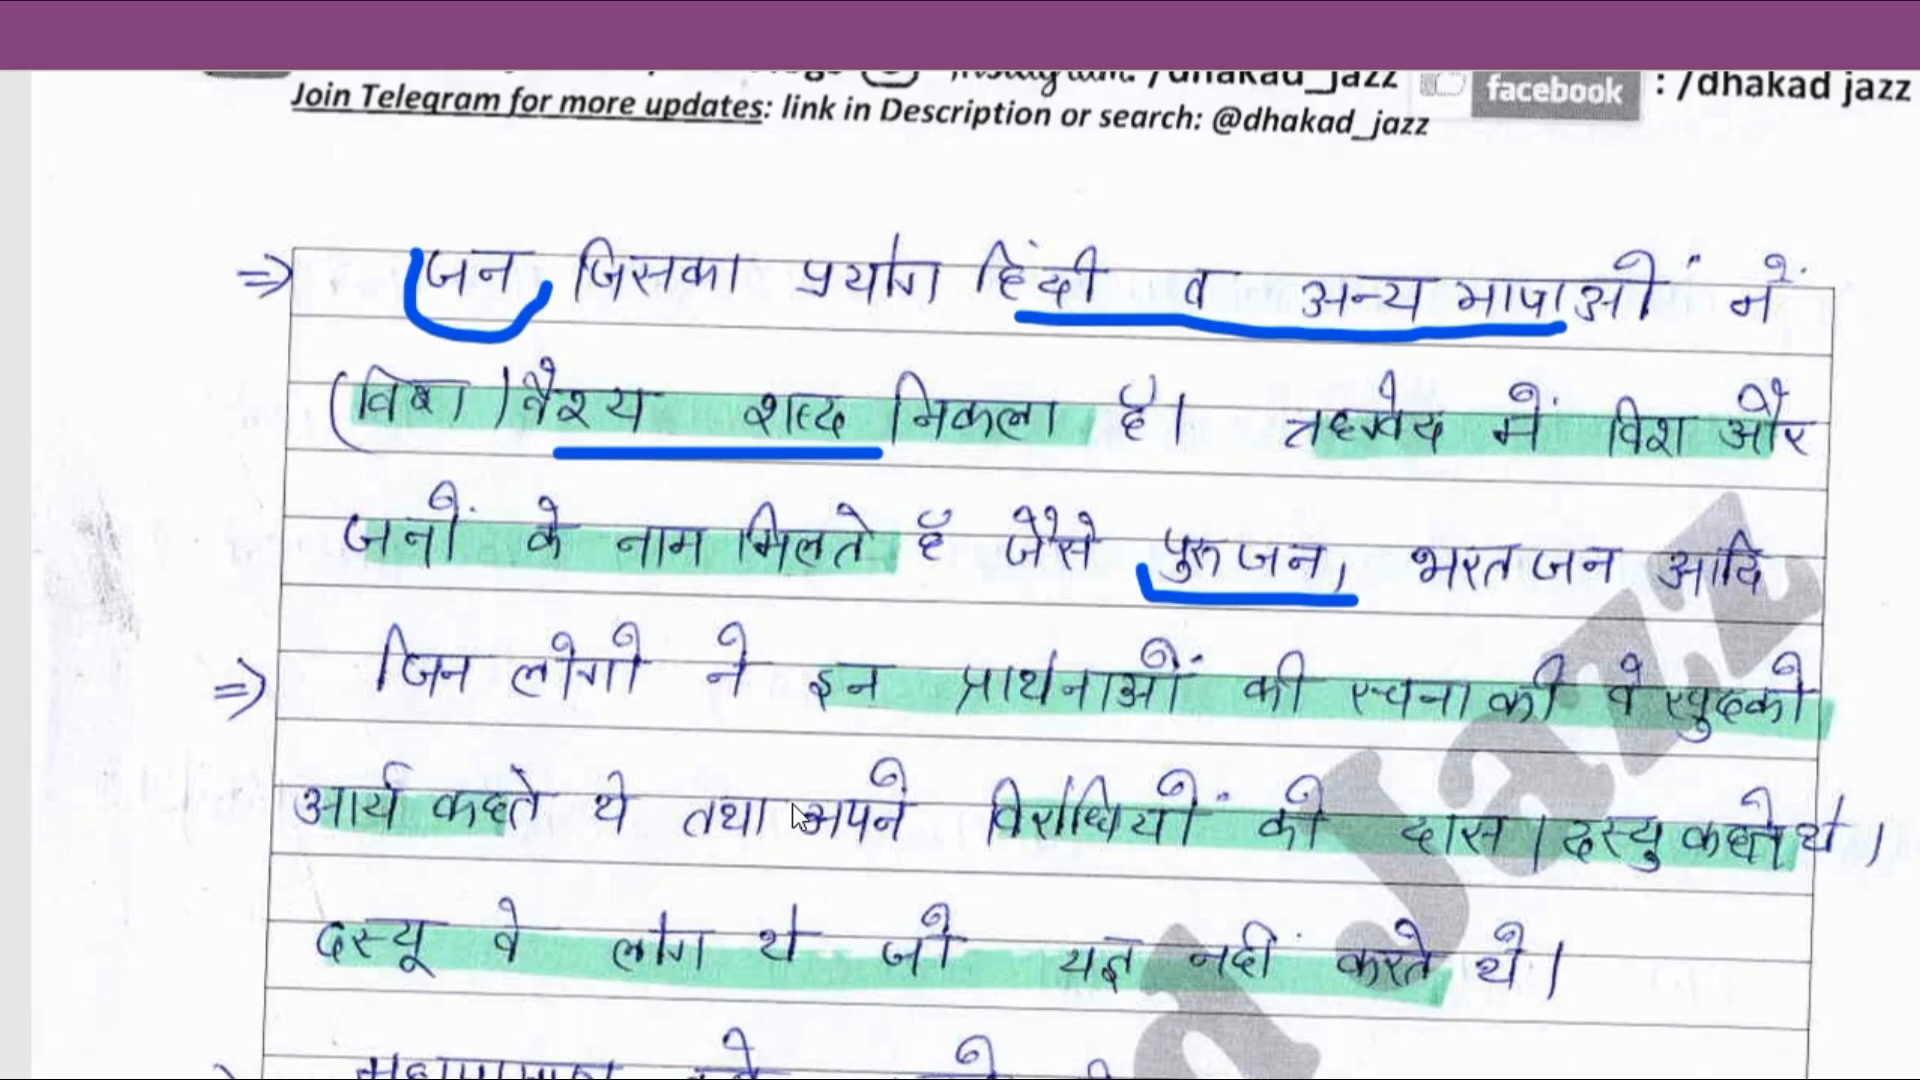 /dhakad_jazz facebook : /dhakad jazz
Join Telegram for more updates: link in Description or search: @dhakad_jazz
⇒ जन जिसका प्रयोग हिंदी व अन्य भाषाओं में
(विश) वैश्य शब्द निकला है। ऋग्वेद में विश और
जनों के नाम मिलते हैं जैसे पुरुजन, भरतजन आदि
⇒ जिन लोगो ने इन प्रार्थनाओं की रचना की वे खुदको
आर्य कहते थे तथा अपने विरोधियों को दास / दस्यु कहते थे।
दस्यू वे लोग थे जो यज्ञ नहीं करते थे।
Jazz